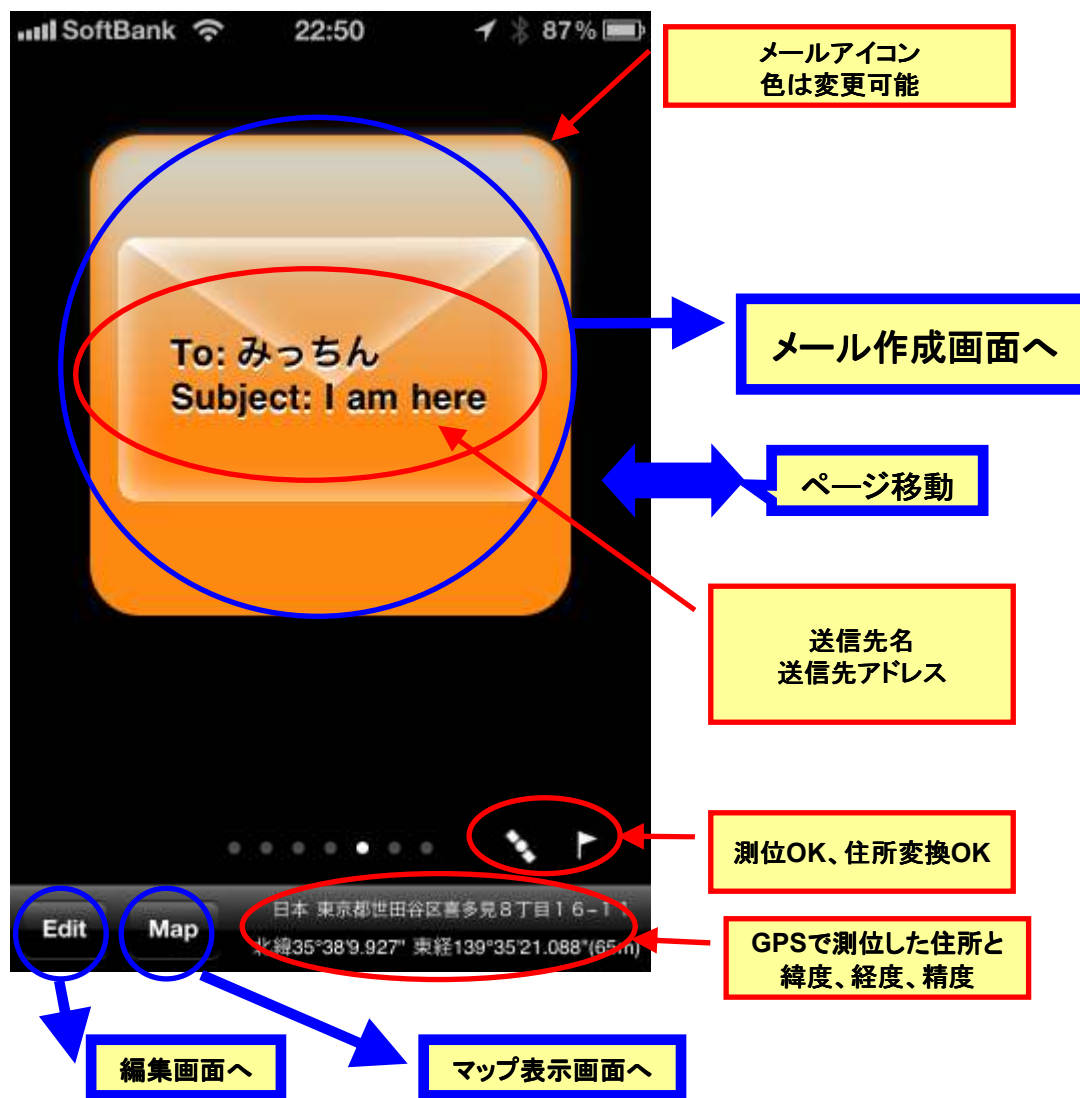 SoftBank 22:50 87%
メールアイコン
色は変更可能
To: みっちん
Subject: I am here
メール作成画面へ
ページ移動
送信先名
送信先アドレス
測位OK、住所変換OK
Edit Map
日本 東京都世田谷区喜多見8丁目16-11
北緯35°38'9.927" 東経139°35'21.088"(65m)
GPSで測位した住所と
緯度、経度、精度
編集画面へ
マップ表示画面へ